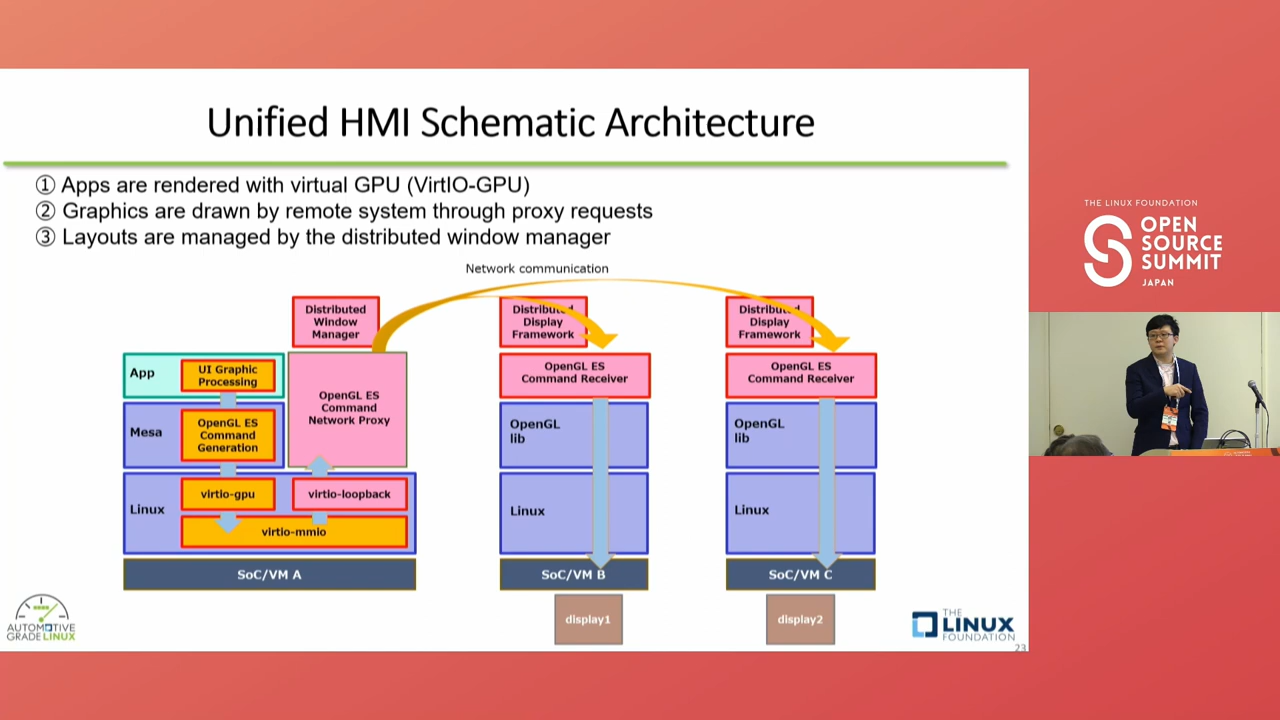 Unified HMI Schematic Architecture
① Apps are rendered with virtual GPU (VirtIO-GPU)
② Graphics are drawn by remote system through proxy requests
③ Layouts are managed by the distributed window manager
Network communication
Distributed
Window
Manager
Distributed
Display
Framework
Distributed
Display
Framework
App
UI Graphic
Processing
OpenGL ES
Command
Network Proxy
OpenGL ES
Command Receiver
OpenGL ES
Command Receiver
Mesa
OpenGL ES
Command
Generation
OpenGL
lib
OpenGL
lib
Linux
virtio-gpu
virtio-loopback
virtio-mmio
Linux
Linux
SoC/VM A
SoC/VM B
SoC/VM C
display1
display2
AUTOMOTIVE
GRADE LINUX
THE
LINUX
FOUNDATION
23
THE LINUX FOUNDATION
OPEN
SOURCE
SUMMIT
JAPAN